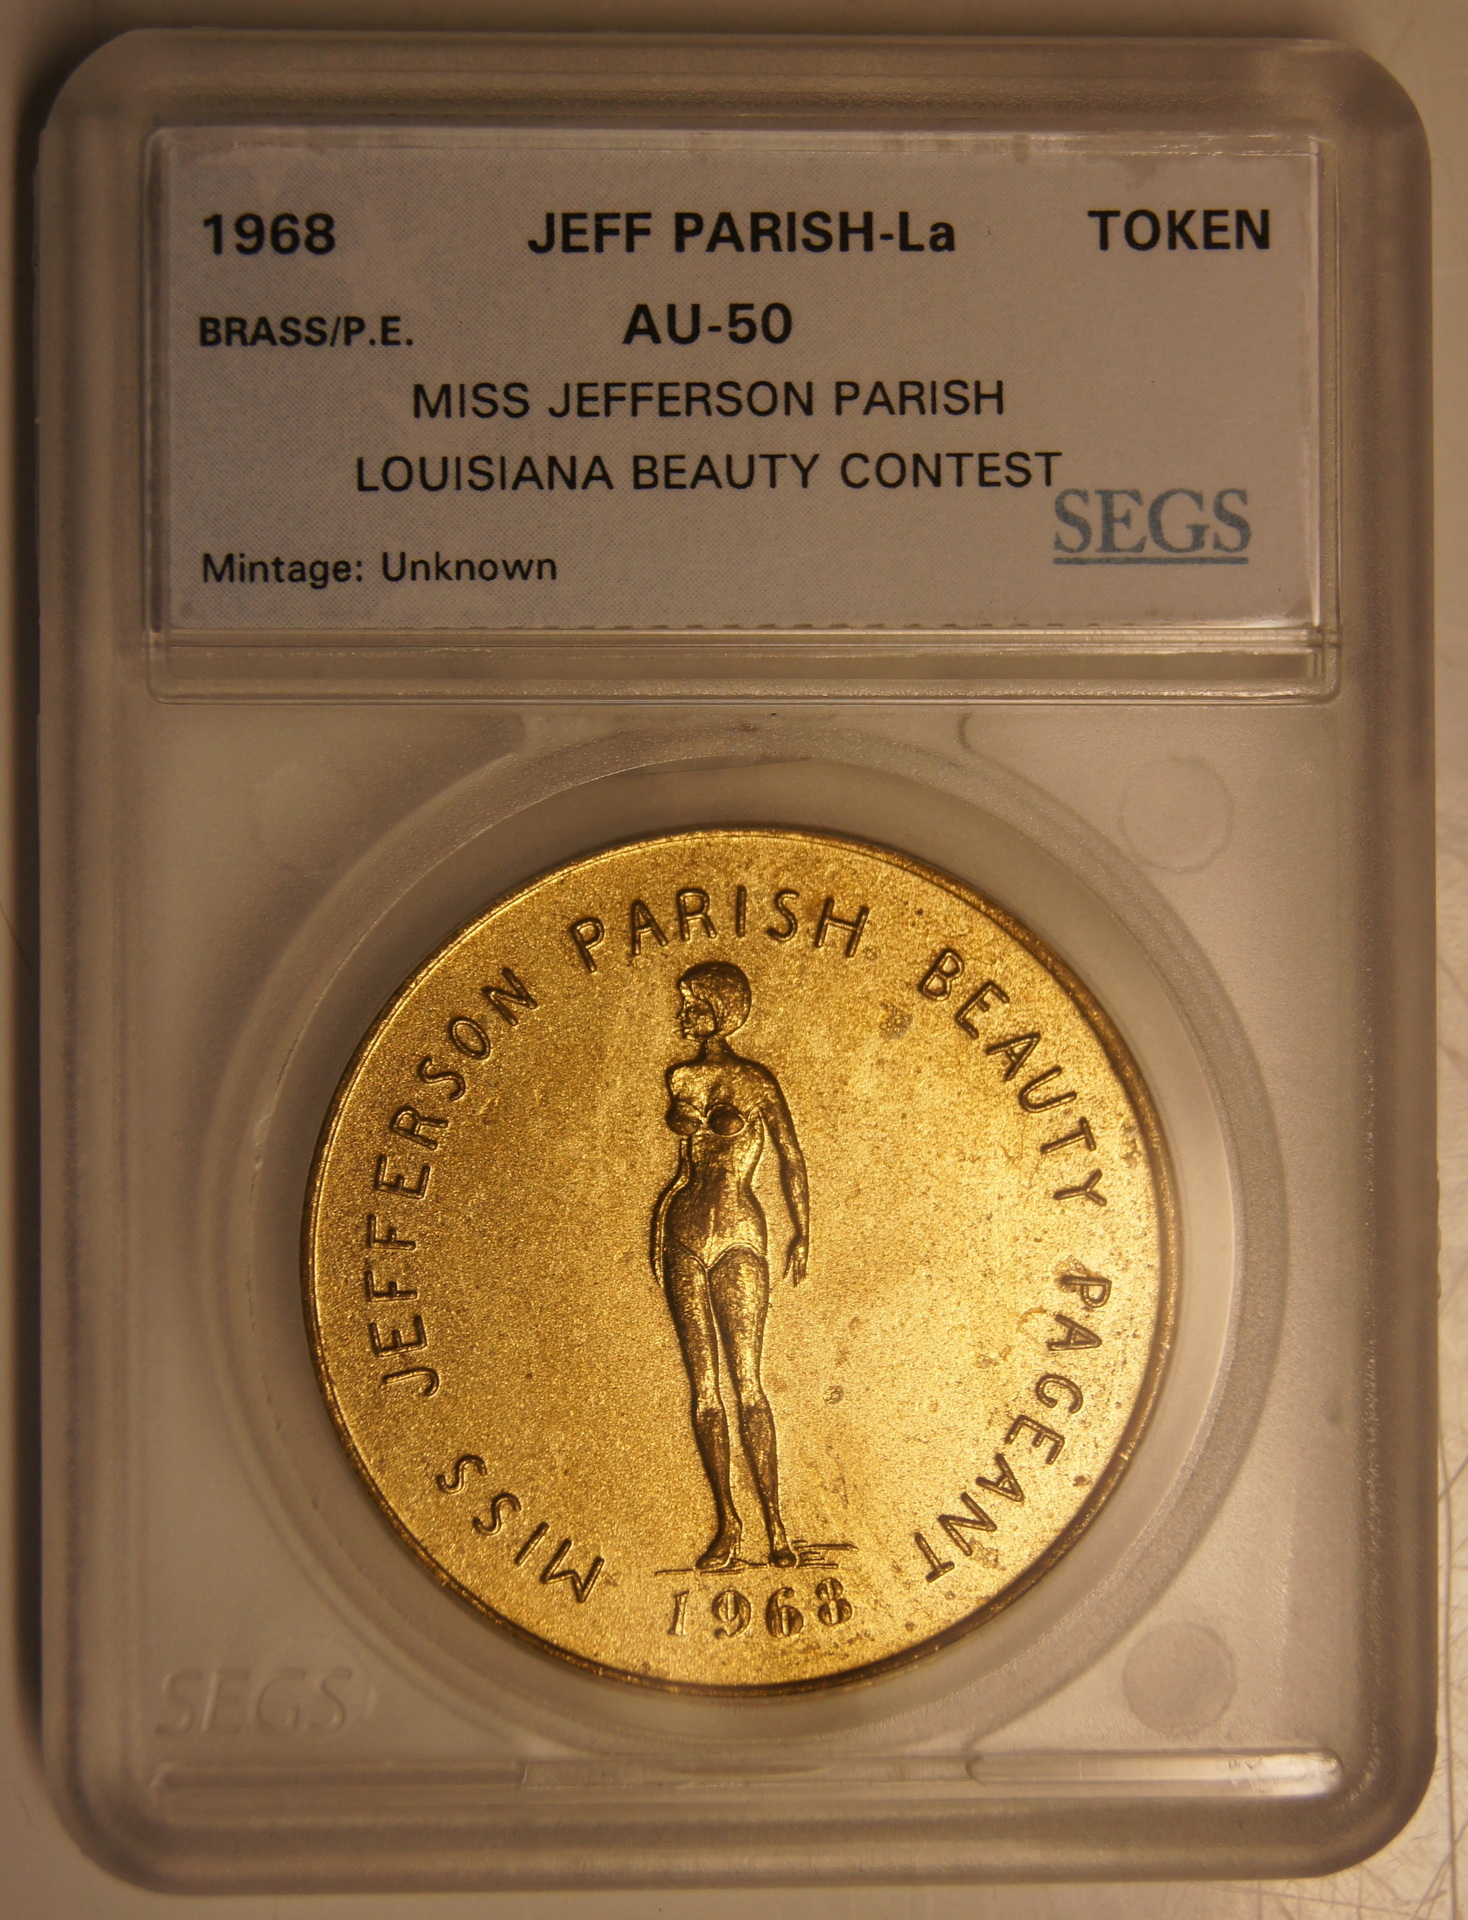 1968 JEFF PARISH-La TOKEN
BRASS/P.E. AU-50
MISS JEFFERSON PARISH
LOUISIANA BEAUTY CONTEST
SEGS
Mintage: Unknown
MISS JEFFERSON PARISH BEAUTY PAGEANT
1968
SEGS